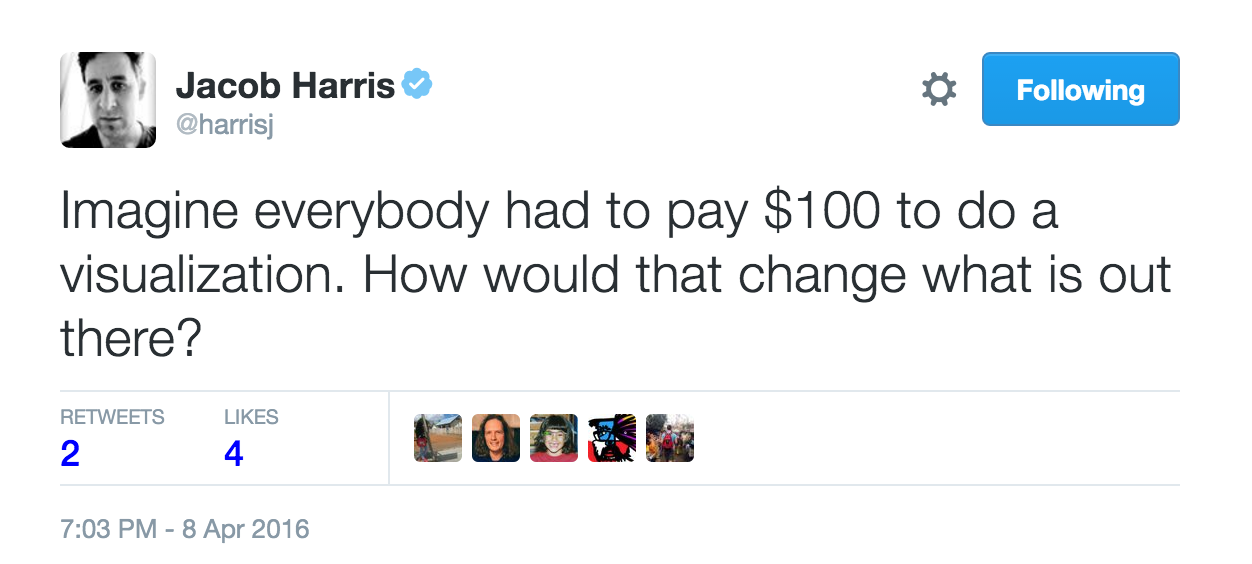 Jacob Harris
@harrisj
Following
Imagine everybody had to pay $100 to do a
visualization. How would that change what is out
there?
RETWEETS LIKES
2 4
7:03 PM - 8 Apr 2016